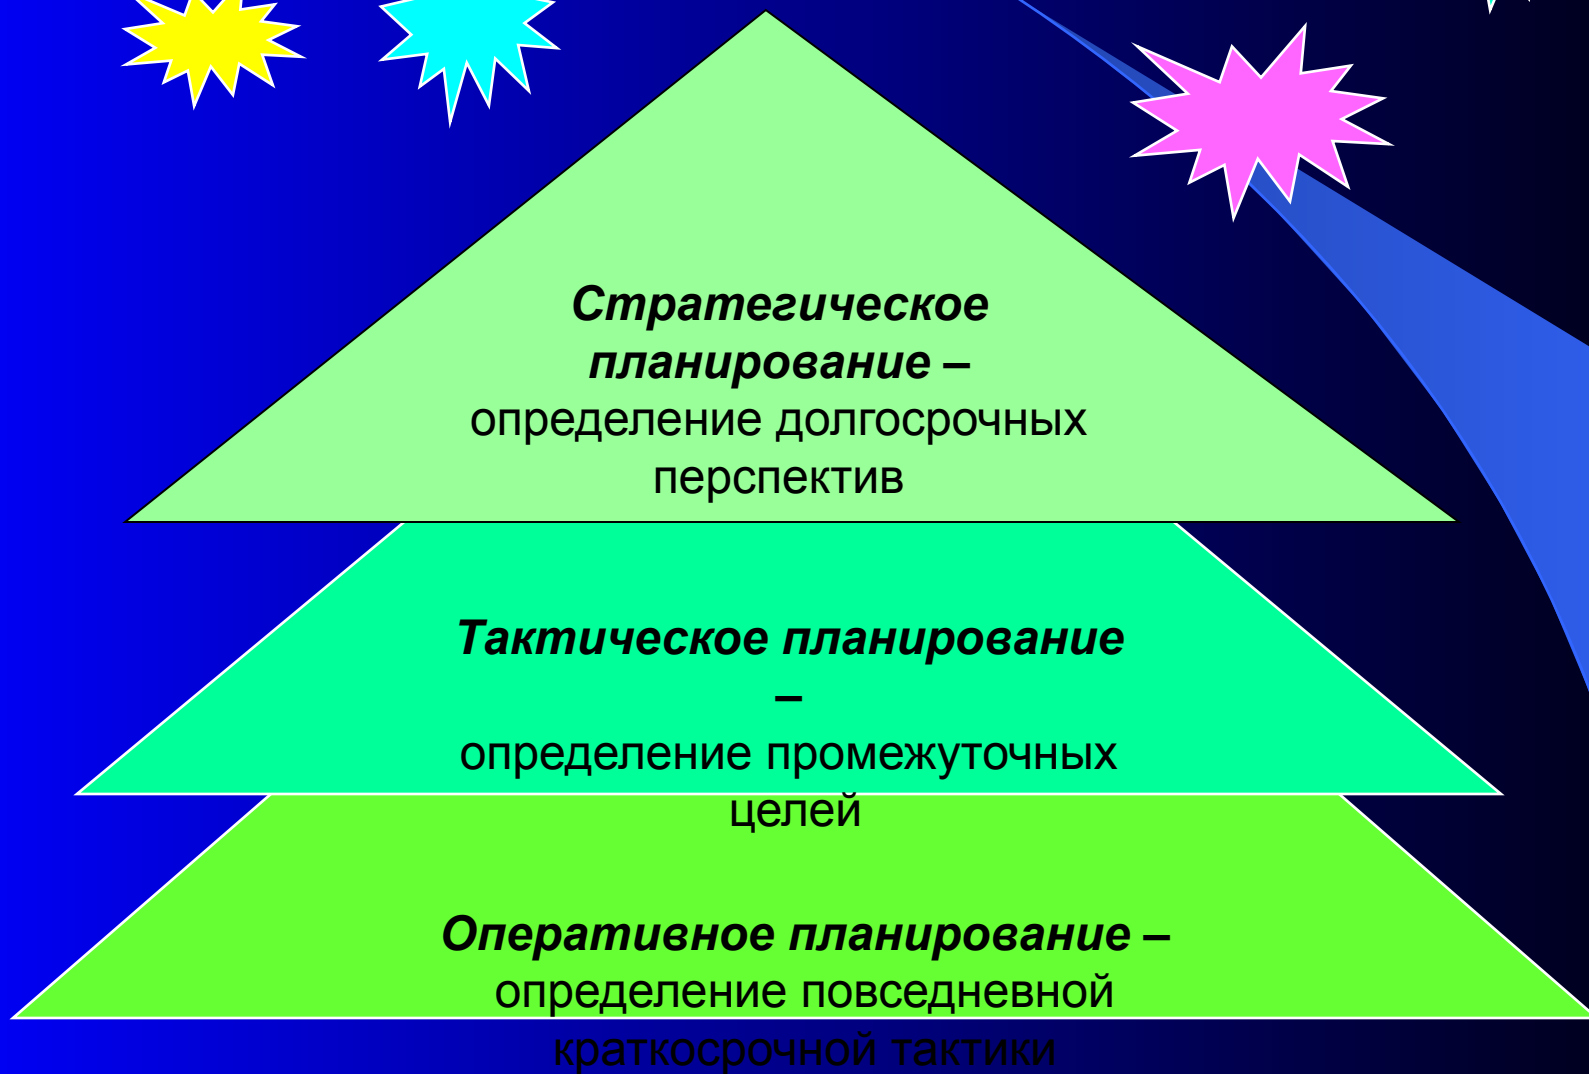 Стратегическое
планирование –
определение долгосрочных
перспектив
Тактическое планирование
–
определение промежуточных
целей
Оперативное планирование –
определение повседневной
краткосрочной тактики